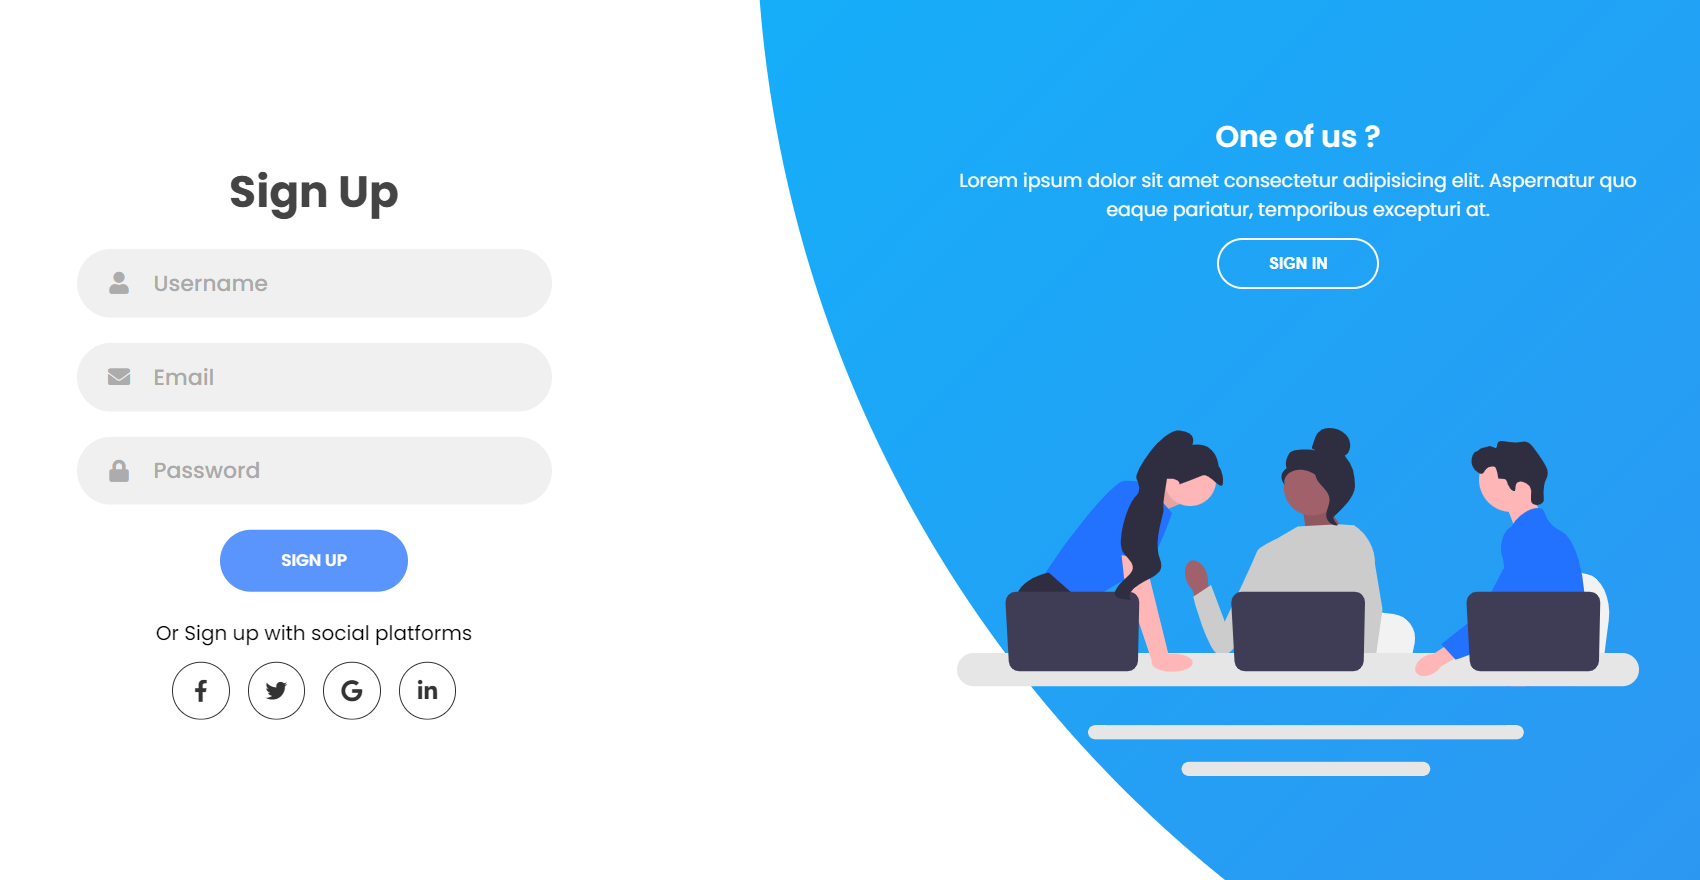 Sign Up
Username
Email
Password
SIGN UP
Or Sign up with social platforms
One of us ?
Lorem ipsum dolor sit amet consectetur adipisicing elit. Aspernatur quo
eaque pariatur, temporibus excepturi at.
SIGN IN